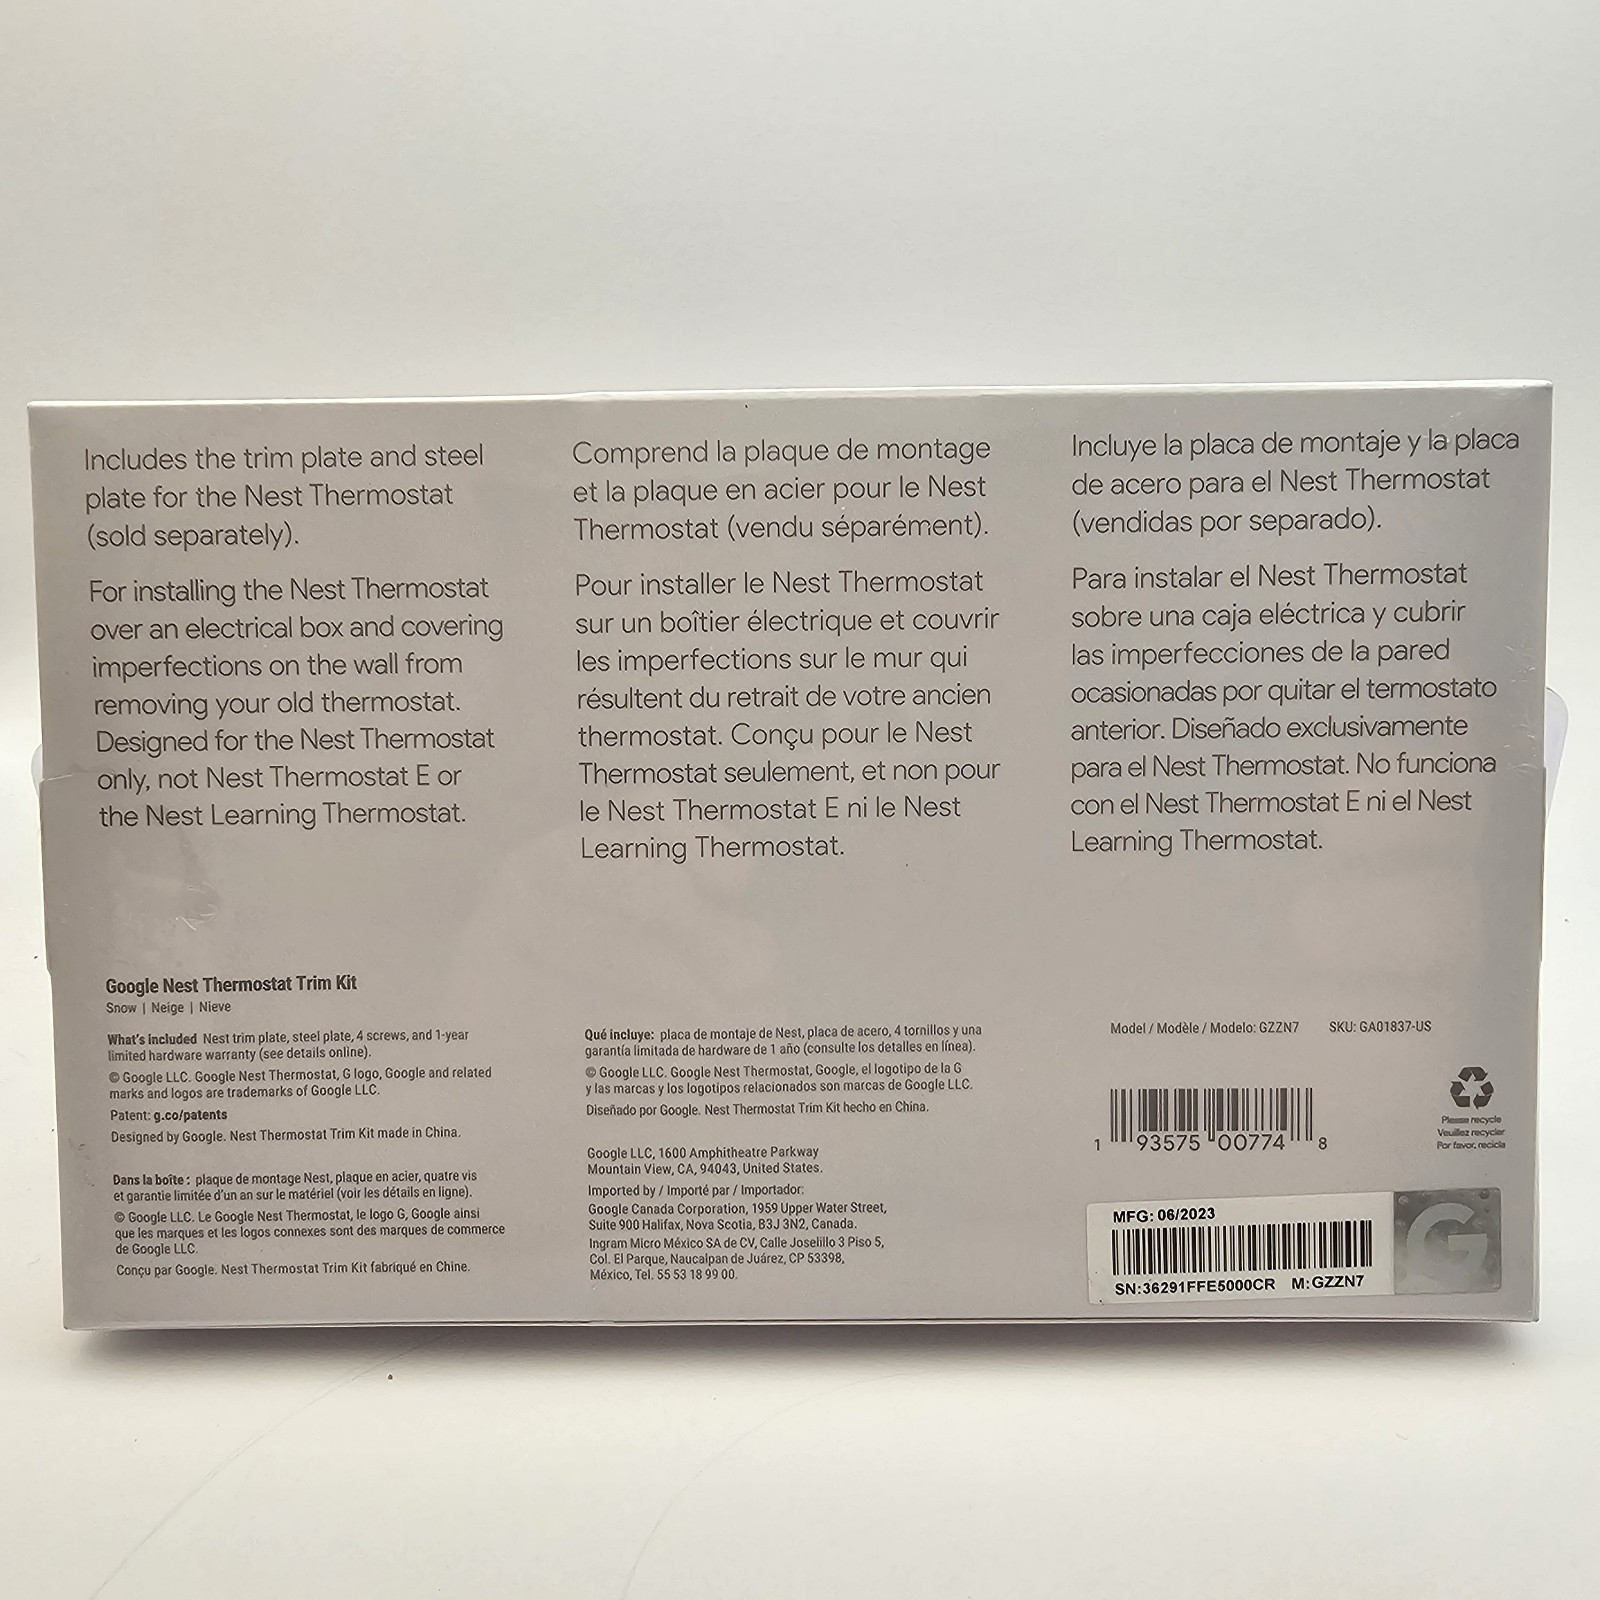 Includes the trim plate and steel
plate for the Nest Thermostat
(sold separately).
For installing the Nest Thermostat
over an electrical box and covering
imperfections on the wall from
removing your old thermostat.
Designed for the Nest Thermostat
only, not Nest Thermostat E or
the Nest Learning Thermostat.
Comprend la plaque de montage
et la plaque en acier pour le Nest
Thermostat (vendu séparément).
Pour installer le Nest Thermostat
sur un boîtier électrique et couvrir
les imperfections sur le mur qui
résultent du retrait de votre ancien
thermostat. Conçu pour le Nest
Thermostat seulement, et non pour
le Nest Thermostat E ni le Nest
Learning Thermostat.
Incluye la placa de montaje y la placa
de acero para el Nest Thermostat
(vendidas por separado).
Para instalar el Nest Thermostat
sobre una caja eléctrica y cubrir
las imperfecciones de la pared
ocasionadas por quitar el termostato
anterior. Diseñado exclusivamente
para el Nest Thermostat. No funciona
con el Nest Thermostat E ni el Nest
Learning Thermostat.
Google Nest Thermostat Trim Kit
Snow | Neige | Nieve
What's included Nest trim plate, steel plate, 4 screws, and 1-year
limited hardware warranty (see details online).
© Google LLC. Google Nest Thermostat, G logo, Google and related
marks and logos are trademarks of Google LLC.
Patent: g.co/patents
Designed by Google. Nest Thermostat Trim Kit made in China.
Dans la boîte : plaque de montage Nest, plaque en acier, quatre vis
et garantie limitée d'un an sur le matériel (voir les détails en ligne).
© Google LLC. Le Google Nest Thermostat, le logo G, Google ainsi
que les marques et les logos connexes sont des marques de commerce
de Google LLC.
Conçu par Google. Nest Thermostat Trim Kit fabriqué en Chine.
Qué incluye: placa de montaje de Nest, placa de acero, 4 tornillos y una
garantía limitada de hardware de 1 año (consulte los detalles en línea).
© Google LLC. Google Nest Thermostat, Google, el logotipo de la G
y las marcas y los logotipos relacionados son marcas de Google LLC.
Diseñado por Google. Nest Thermostat Trim Kit hecho en China.
Google LLC, 1600 Amphitheatre Parkway
Mountain View, CA, 94043, United States.
Imported by / Importé par / Importador:
Google Canada Corporation, 1959 Upper Water Street,
Suite 900 Halifax, Nova Scotia, B3J 3N2, Canada.
Ingram Micro México SA de CV, Calle Joselillo 3 Piso 5,
Col. El Parque, Naucalpan de Juárez, CP 53398,
México, Tel. 55 53 18 99 00.
Model / Modèle / Modelo: GZZN7 SKU: GA01837-US
1 93575 00774 8
Please recycle
Veuillez recycler
Por favor, recicla
MFG: 06/2023
SN:36291FFE5000CR M:GZZN7
G